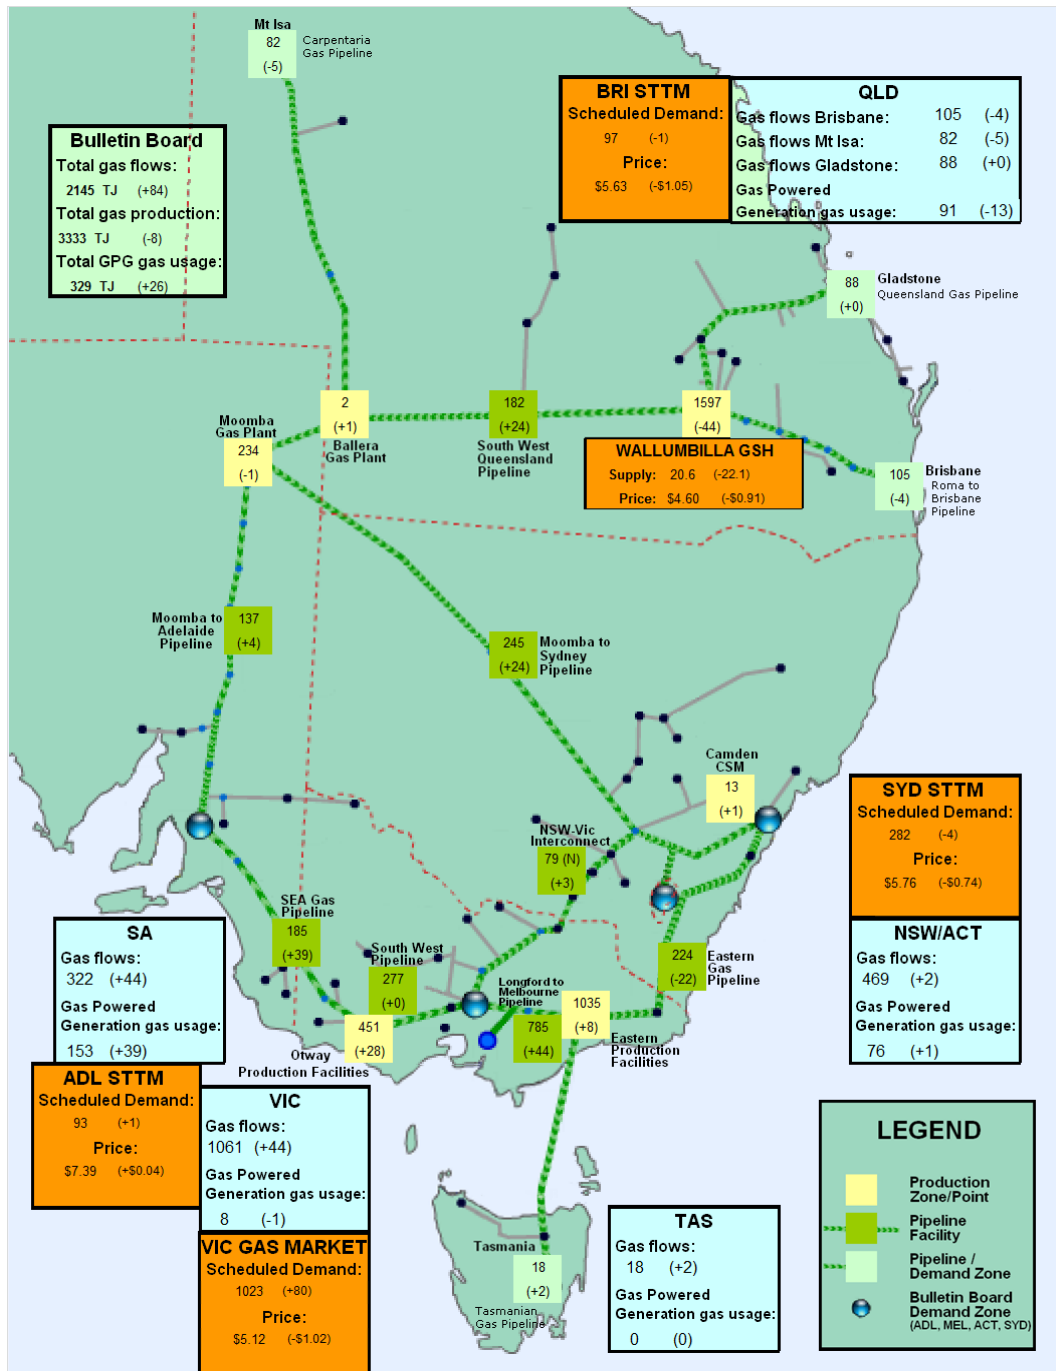 Mt Isa
82
(-5)
Carpentaria
Gas Pipeline
BRI STTM
Scheduled Demand:
97 (-1)
Price:
$5.63 (-$1.05)
QLD
Gas flows Brisbane: 105 (-4)
Gas flows Mt Isa: 82 (-5)
Gas flows Gladstone: 88 (+0)
Gas Powered
Generation gas usage: 91 (-13)
Bulletin Board
Total gas flows:
2145 TJ (+84)
Total gas production:
3333 TJ (-8)
Total GPG gas usage:
329 TJ (+26)
88
(+0)
Gladstone
Queensland Gas Pipeline
2
(+1)
Ballera
Gas Plant
182
(+24)
South West
Queensland
Pipeline
1597
(-44)
Moomba
Gas Plant
234
(-1)
WALLUMBILLA GSH
Supply: 20.6 (-22.1)
Price: $4.60 (-$0.91)
105
(-4)
Brisbane
Roma to
Brisbane
Pipeline
Moomba to
Adelaide
Pipeline
137
(+4)
245
(+24)
Moomba to
Sydney
Pipeline
Camden
CSM
13
(+1)
NSW-Vic
Interconnect
79 (N)
(+3)
SYD STTM
Scheduled Demand:
282 (-4)
Price:
$5.76 (-$0.74)
SEA Gas
Pipeline
185
(+39)
South West
Pipeline
277
(+0)
224
(-22)
Eastern
Gas
Pipeline
NSW/ACT
Gas flows:
469 (+2)
Gas Powered
Generation gas usage:
76 (+1)
SA
Gas flows:
322 (+44)
Gas Powered
Generation gas usage:
153 (+39)
Longford to
Melbourne
Pipeline
451
(+28)
Otway
Production Facilities
785
(+44)
1035
(+8)
Eastern
Production
Facilities
ADL STTM
Scheduled Demand:
93 (+1)
Price:
$7.39 (+$0.04)
VIC
Gas flows:
1061 (+44)
Gas Powered
Generation gas usage:
8 (-1)
VIC GAS MARKET
Scheduled Demand:
1023 (+80)
Price:
$5.12 (-$1.02)
Tasmania
18
(+2)
Tasmanian
Gas Pipeline
TAS
Gas flows:
18 (+2)
Gas Powered
Generation gas usage:
0 (0)
LEGEND
Production
Zone/Point
Pipeline
Facility
Pipeline /
Demand Zone
Bulletin Board
Demand Zone
(ADL, MEL, ACT, SYD)